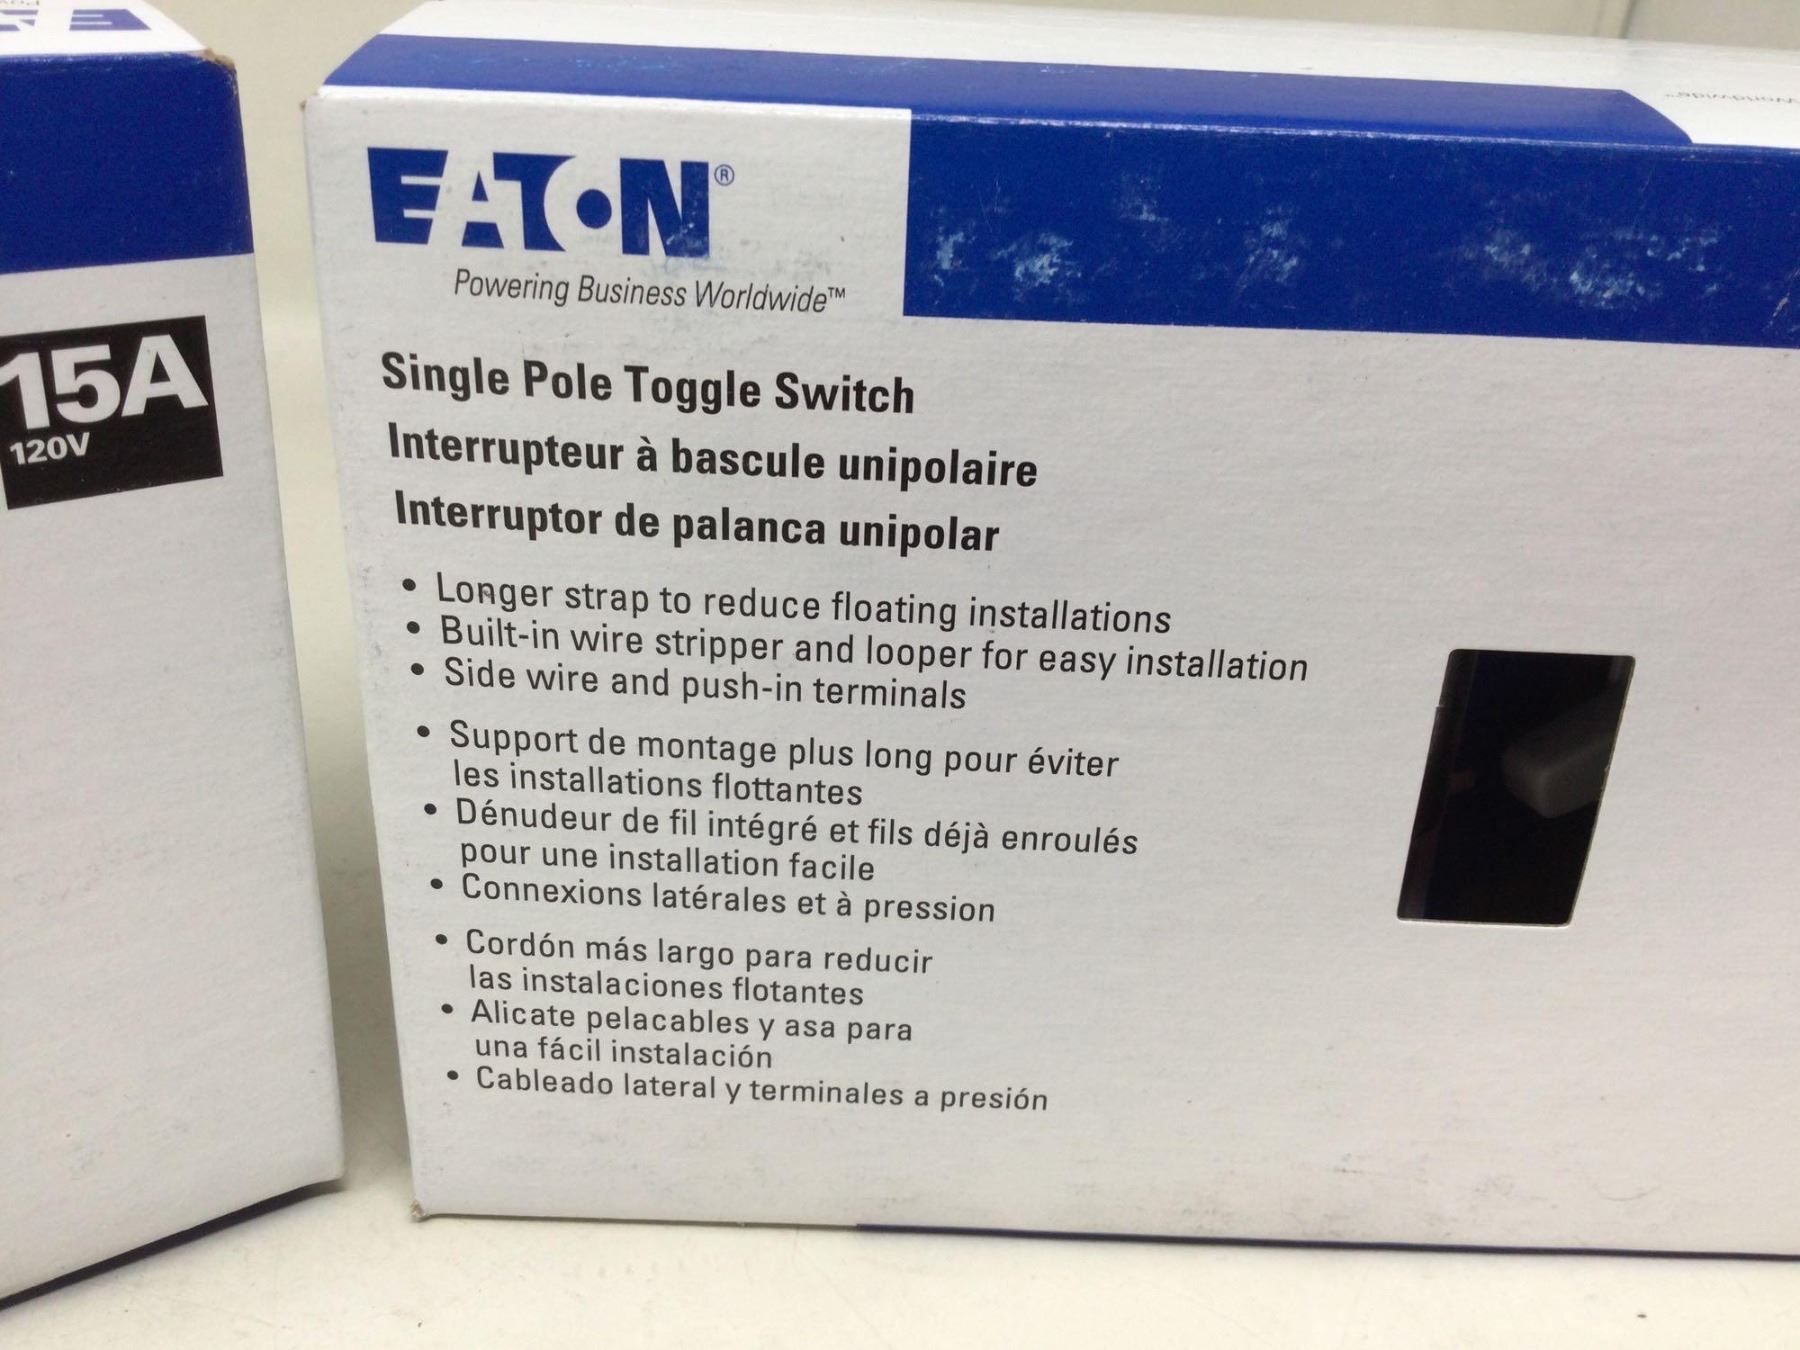 15A
120V
EATON®
Powering Business Worldwide™
Single Pole Toggle Switch
Interrupteur à bascule unipolaire
Interruptor de palanca unipolar
• Longer strap to reduce floating installations
• Built-in wire stripper and looper for easy installation
• Side wire and push-in terminals
• Support de montage plus long pour éviter
les installations flottantes
• Dénudeur de fil intégré et fils déjà enroulés
pour une installation facile
• Connexions latérales et à pression
• Cordón más largo para reducir
las instalaciones flotantes
• Alicate pelacables y asa para
una fácil instalación
• Cableado lateral y terminales a presión